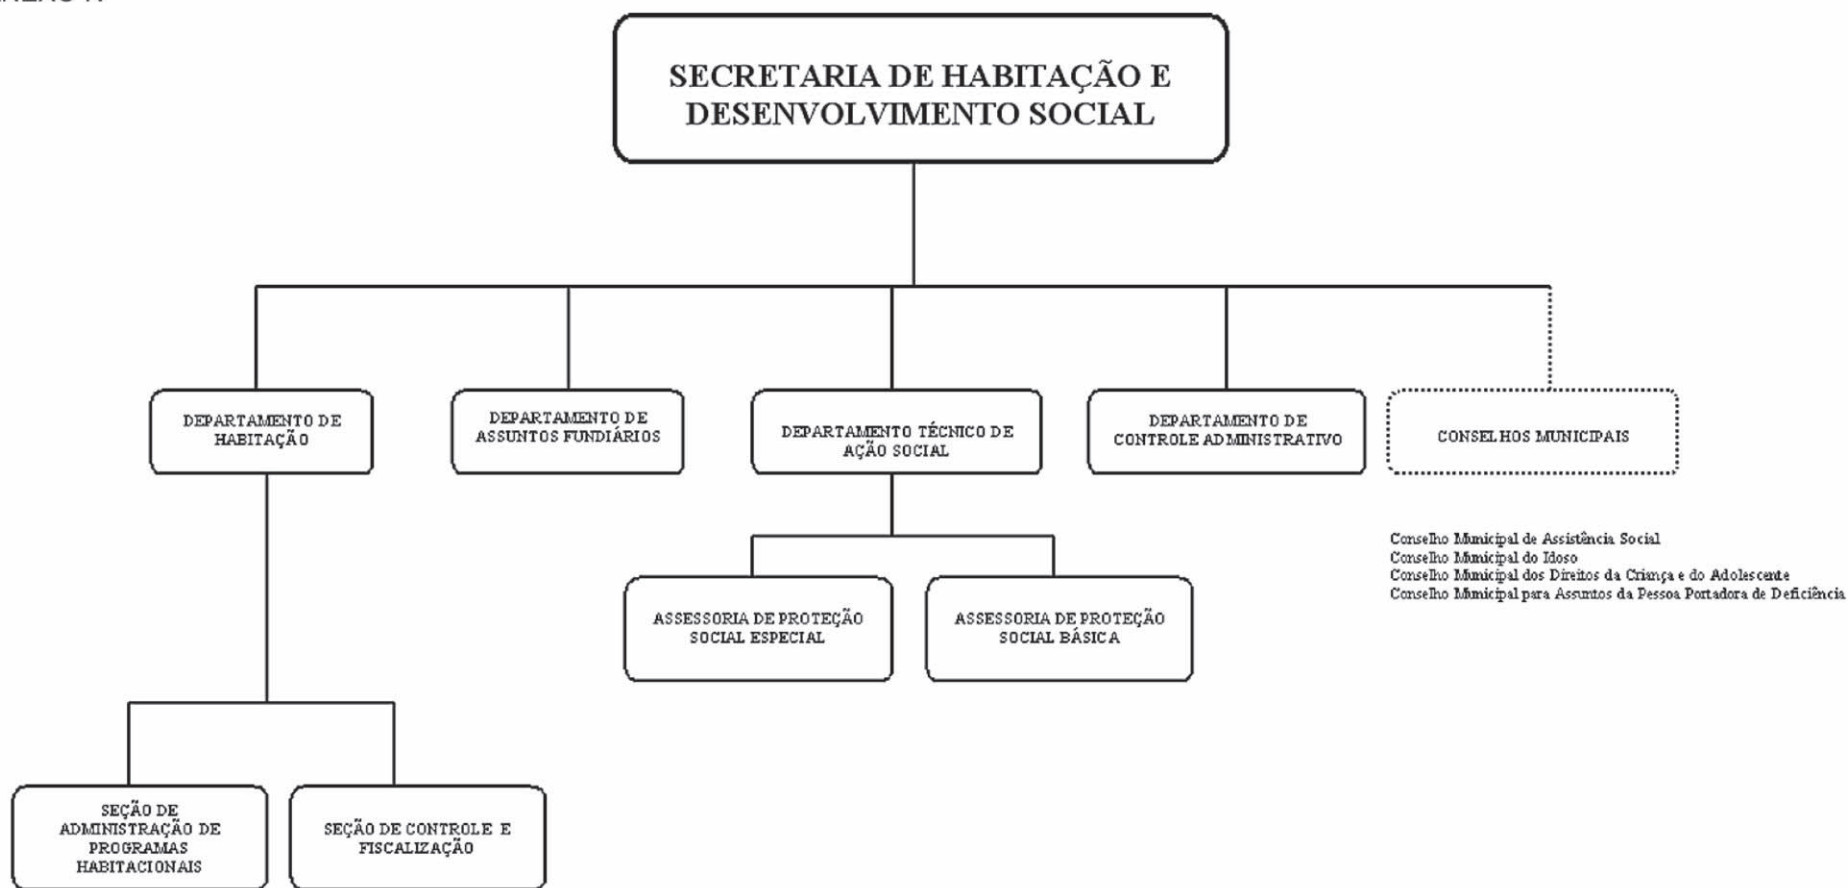 SECRETARIA DE HABITAÇÃO E
DESENVOLVIMENTO SOCIAL
DEPARTAMENTO DE
HABITAÇÃO
DEPARTAMENTO DE
ASSUNTOS FUNDIÁRIOS
DEPARTAMENTO TÉCNICO DE
AÇÃO SOCIAL
DEPARTAMENTO DE
CONTROLE ADMINISTRATIVO
CONSELHOS MUNICIPAIS
Conselho Municipal de Assistência Social
Conselho Municipal do Idoso
Conselho Municipal dos Direitos da Criança e do Adolescente
Conselho Municipal para Assuntos da Pessoa Portadora de Deficiência
ASSESSORIA DE PROTEÇÃO
SOCIAL ESPECIAL
ASSESSORIA DE PROTEÇÃO
SOCIAL BÁSICA
SEÇÃO DE
ADMINISTRAÇÃO DE
PROGRAMAS
HABITACIONAIS
SEÇÃO DE CONTROLE E
FISCALIZAÇÃO